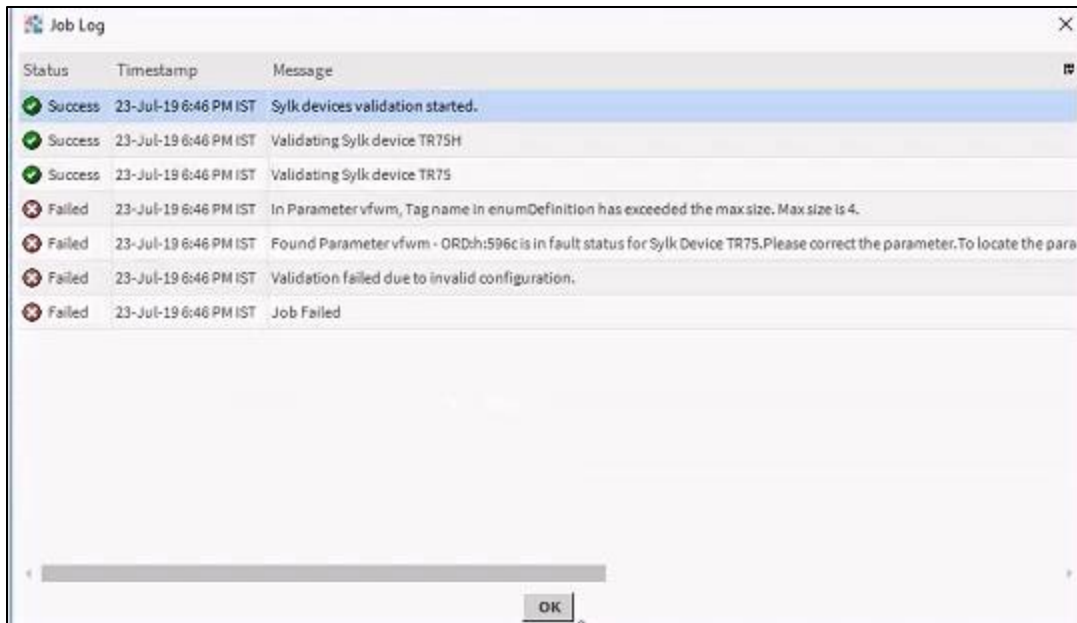 Job Log
Status Timestamp Message
Success 23-Jul-19 6:46 PM IST Sylk devices validation started.
Success 23-Jul-19 6:46 PM IST Validating Sylk device TR75H
Success 23-Jul-19 6:46 PM IST Validating Sylk device TR75
Failed 23-Jul-19 6:46 PM IST In Parameter vfwm, Tag name in enumDefinition has exceeded the max size. Max size is 4.
Failed 23-Jul-19 6:46 PM IST Found Parameter vfwm - ORD:h:596c is in fault status for Sylk Device TR75.Please correct the parameter.To locate the para
Failed 23-Jul-19 6:46 PM IST Validation failed due to invalid configuration.
Failed 23-Jul-19 6:46 PM IST Job Failed
OK